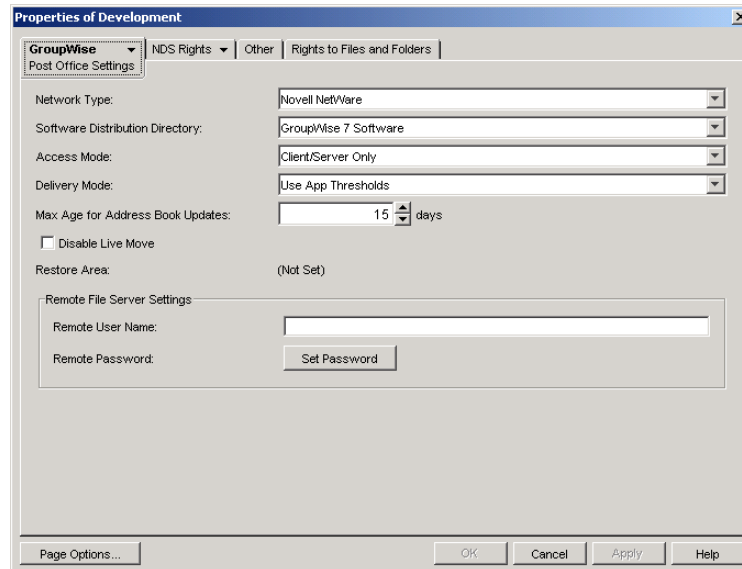 Properties of Development
GroupWise NDS Rights Other Rights to Files and Folders
Post Office Settings
Network Type: Novell NetWare
Software Distribution Directory: GroupWise 7 Software
Access Mode: Client/Server Only
Delivery Mode: Use App Thresholds
Max Age for Address Book Updates: 15 days
Disable Live Move
Restore Area: (Not Set)
Remote File Server Settings
Remote User Name:
Remote Password: Set Password
Page Options... OK Cancel Apply Help